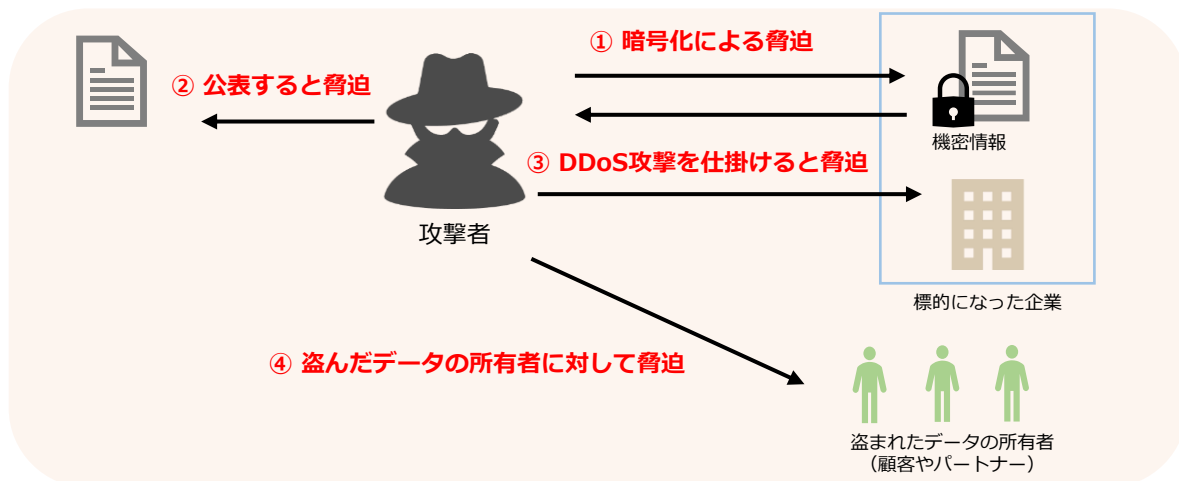 ① 暗号化による脅迫
② 公表すると脅迫
機密情報
③ DDoS攻撃を仕掛けると脅迫
攻撃者
標的になった企業
④ 盗んだデータの所有者に対して脅迫
盗まれたデータの所有者
（顧客やパートナー）